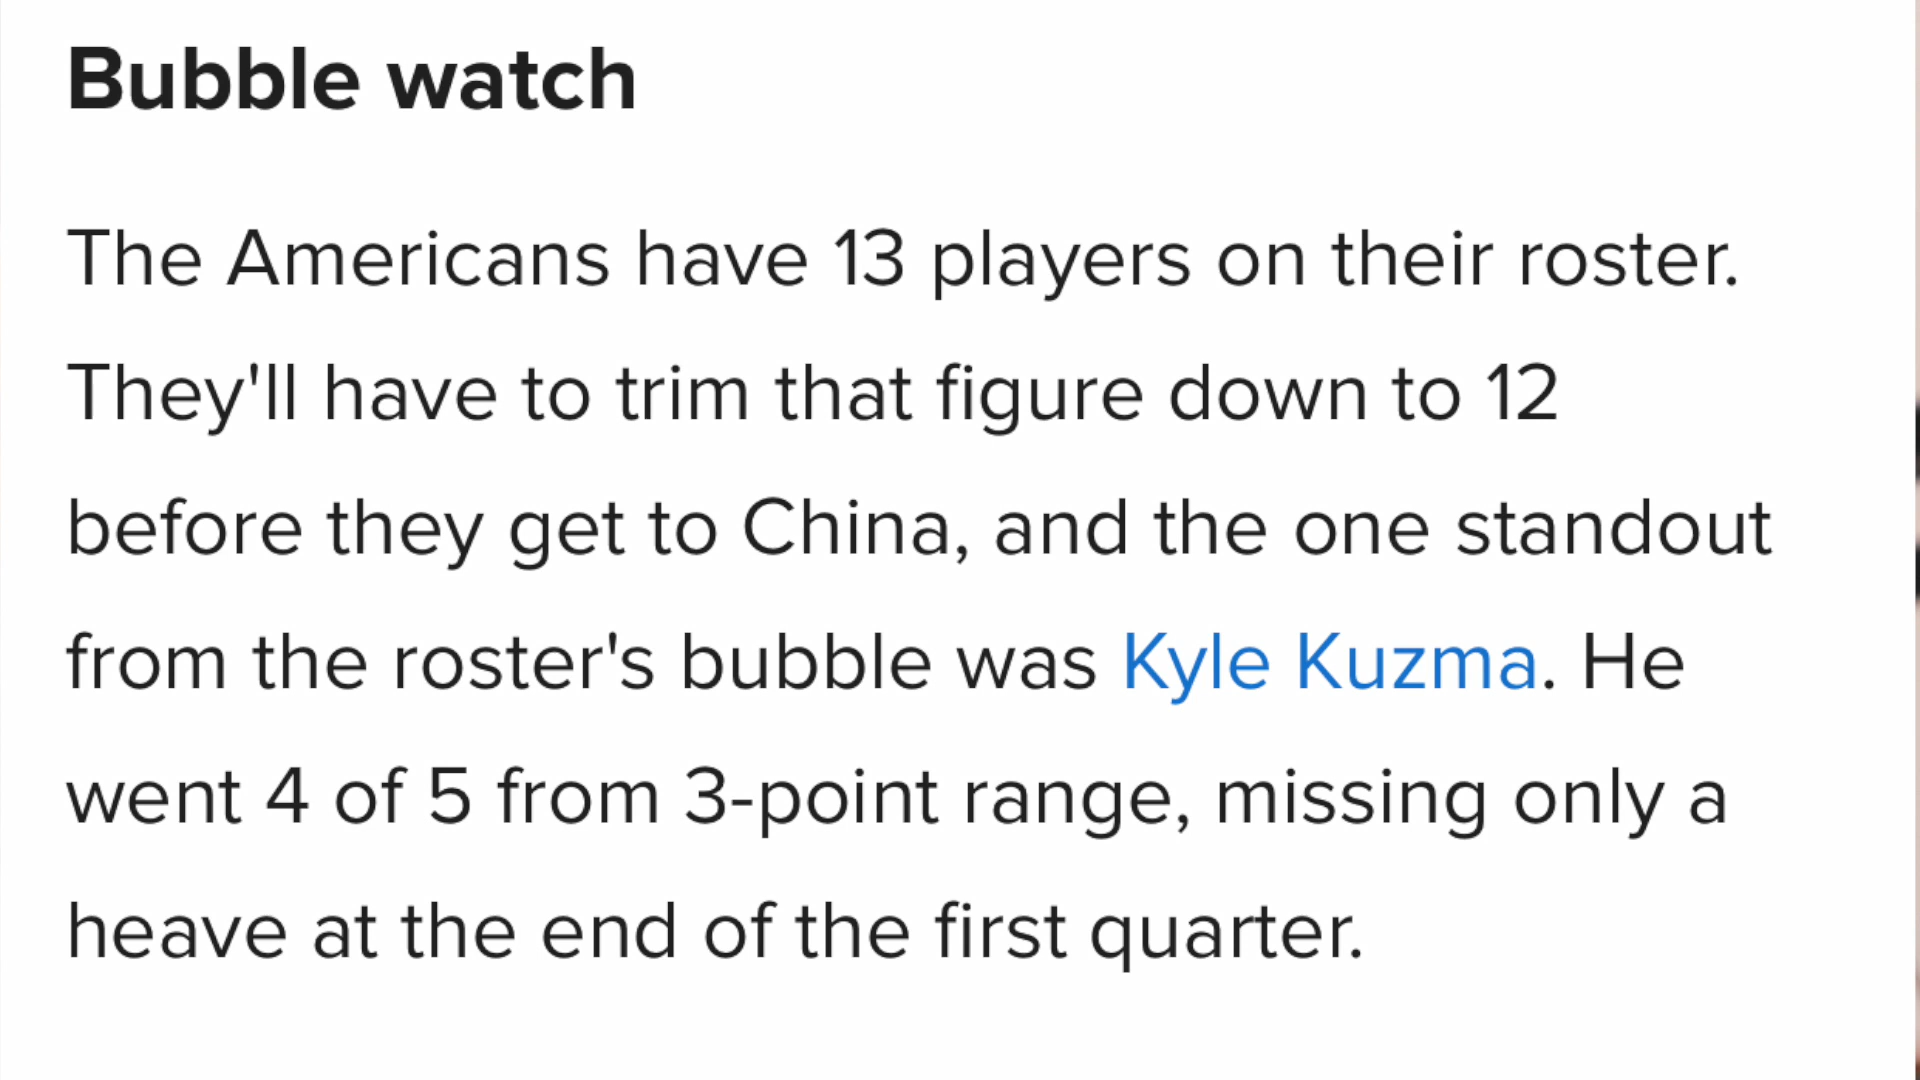 Bubble watch
The Americans have 13 players on their roster.
They'll have to trim that figure down to 12
before they get to China, and the one standout
from the roster's bubble was Kyle Kuzma. He
went 4 of 5 from 3-point range, missing only a
heave at the end of the first quarter.